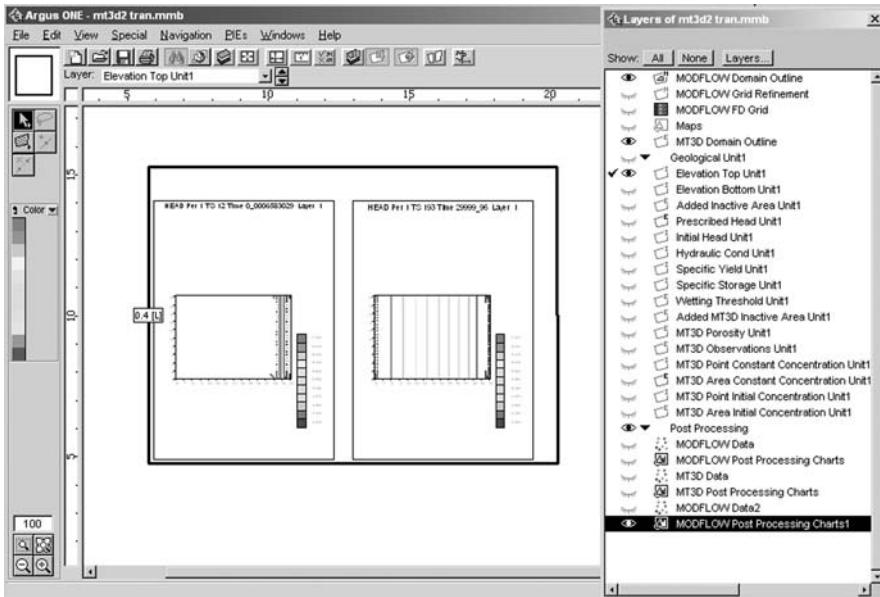 Argus ONE - mt3d2 tran.mmb
File Edit View Special Navigation PIEs Windows Help
Layer: Elevation Top Unit1
5 10 15 20
15
10
5
Color
100
HEAD Per 1 TS 12 Time 0_0006583029 Layer 1
HEAD Per 1 TS 193 Time 29999_96 Layer 1
0.4 [L]
Layers of mt3d2 tran.mmb
Show: All None Layers...
MODFLOW Domain Outline
MODFLOW Grid Refinement
MODFLOW FD Grid
Maps
MT3D Domain Outline
Geological Unit1
Elevation Top Unit1
Elevation Bottom Unit1
Added Inactive Area Unit1
Prescribed Head Unit1
Initial Head Unit1
Hydraulic Cond Unit1
Specific Yield Unit1
Specific Storage Unit1
Wetting Threshold Unit1
Added MT3D Inactive Area Unit1
MT3D Porosity Unit1
MT3D Observations Unit1
MT3D Point Constant Concentration Unit1
MT3D Area Constant Concentration Unit1
MT3D Point Initial Concentration Unit1
MT3D Area Initial Concentration Unit1
Post Processing
MODFLOW Data
MODFLOW Post Processing Charts
MT3D Data
MT3D Post Processing Charts
MODFLOW Data2
MODFLOW Post Processing Charts1